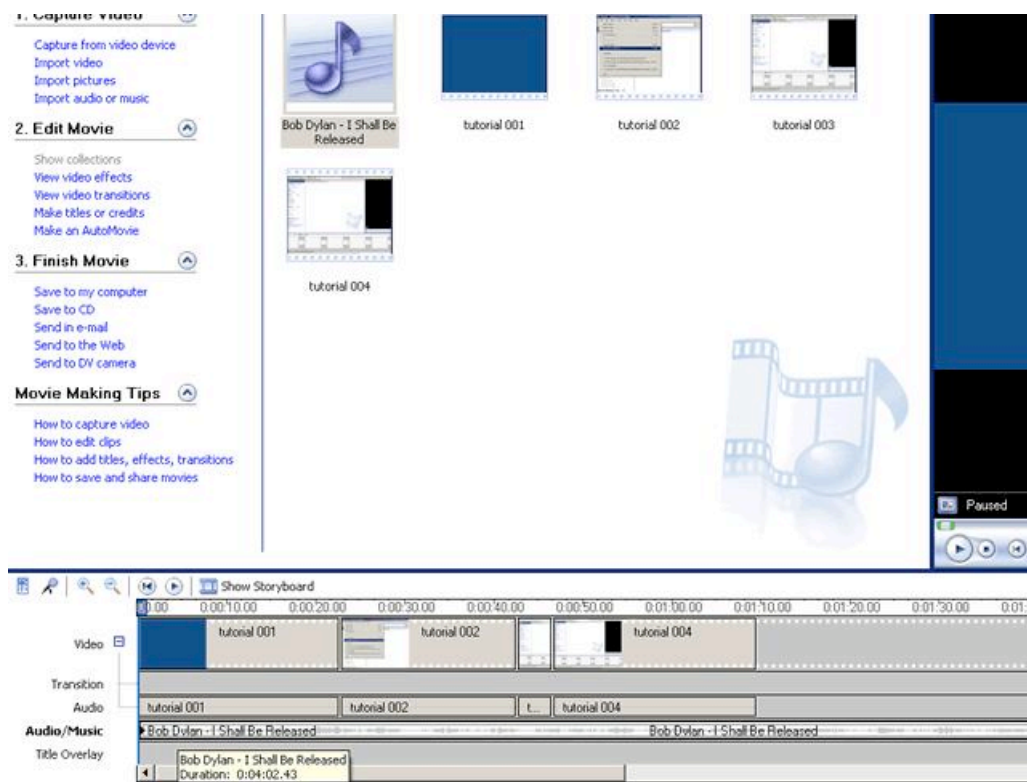 1. Capture Video
Capture from video device
Import video
Import pictures
Import audio or music
2. Edit Movie
Show collections
View video effects
View video transitions
Make titles or credits
Make an AutoMovie
3. Finish Movie
Save to my computer
Save to CD
Send in e-mail
Send to the Web
Send to DV camera
Movie Making Tips
How to capture video
How to edit clips
How to add titles, effects, transitions
How to save and share movies
Bob Dylan - I Shall Be
Released
tutorial 001
tutorial 002
tutorial 003
tutorial 004
Paused
Show Storyboard
0.00 0:00:10.00 0:00:20.00 0:00:30.00 0:00:40.00 0:00:50.00 0:01:00.00 0:01:10.00 0:01:20.00 0:01:30.00 0:01:
Video
tutorial 001 tutorial 002 tutorial 004
Transition
Audio
tutorial 001 tutorial 002 t... tutorial 004
Audio/Music
Bob Dylan - I Shall Be Released Bob Dylan - I Shall Be Released
Title Overlay
Bob Dylan - I Shall Be Released
Duration: 0:04:02.43